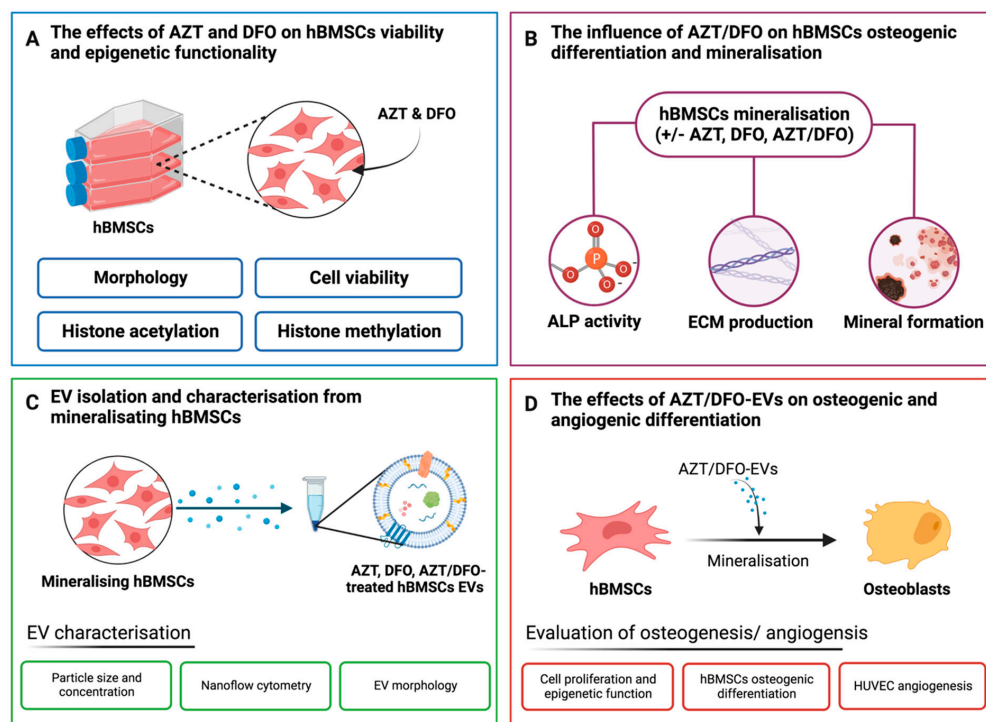 A The effects of AZT and DFO on hBMSCs viability
and epigenetic functionality
AZT & DFO
hBMSCs
Morphology
Cell viability
Histone acetylation
Histone methylation
B The influence of AZT/DFO on hBMSCs osteogenic
differentiation and mineralisation
hBMSCs mineralisation
(+/- AZT, DFO, AZT/DFO)
O
O P O -
O -
ALP activity
ECM production
Mineral formation
C EV isolation and characterisation from
mineralisating hBMSCs
Mineralising hBMSCs
AZT, DFO, AZT/DFO-
treated hBMSCs EVs
EV characterisation
Particle size and
concentration
Nanoflow cytometry
EV morphology
D The effects of AZT/DFO-EVs on osteogenic and
angiogenic differentiation
AZT/DFO-EVs
Mineralisation
hBMSCs
Osteoblasts
Evaluation of osteogenesis/ angiogensis
Cell proliferation and
epigenetic function
hBMSCs osteogenic
differentiation
HUVEC angiogenesis